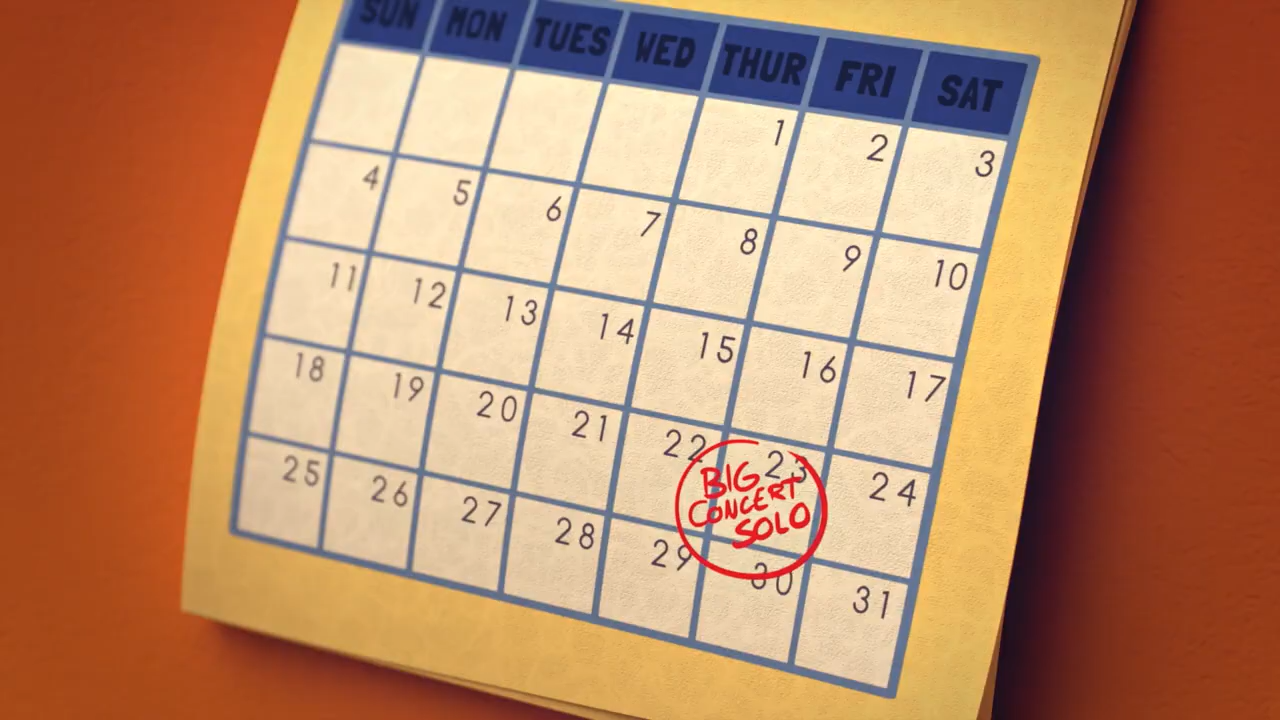 SUN MON TUES WED THUR FRI SAT
1 2 3
4 5 6 7 8 9 10
11 12 13 14 15 16 17
18 19 20 21 22 23 24
BIG
CONCERT
SOLO
25 26 27 28 29 30 31